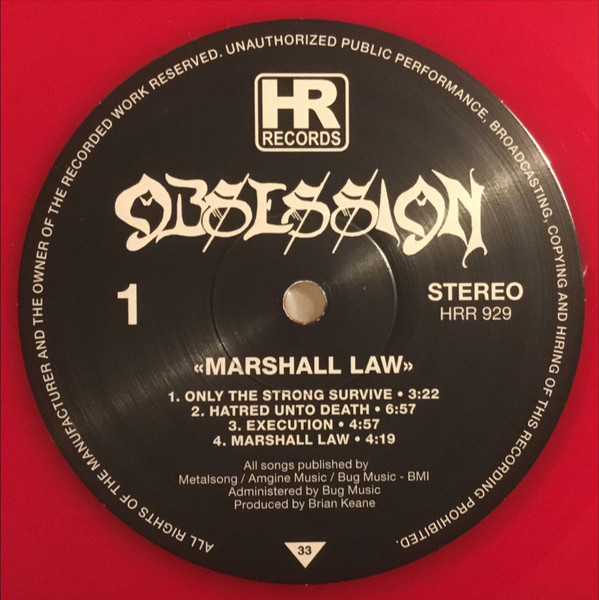 ALL RIGHTS OF THE MANUFACTURER AND THE OWNER OF THE RECORDED WORK RESERVED. UNAUTHORIZED PUBLIC PERFORMANCE, BROADCASTING, COPYING AND HIRING OF THIS RECORDING PROHIBITED.
HR
RECORDS
OBSESSION
1
STEREO
HRR 929
«MARSHALL LAW»
1. ONLY THE STRONG SURVIVE • 3:22
2. HATRED UNTO DEATH • 6:57
3. EXECUTION • 4:57
4. MARSHALL LAW • 4:19
All songs published by
Metalsong / Amgine Music / Bug Music - BMI
Administered by Bug Music
Produced by Brian Keane
33